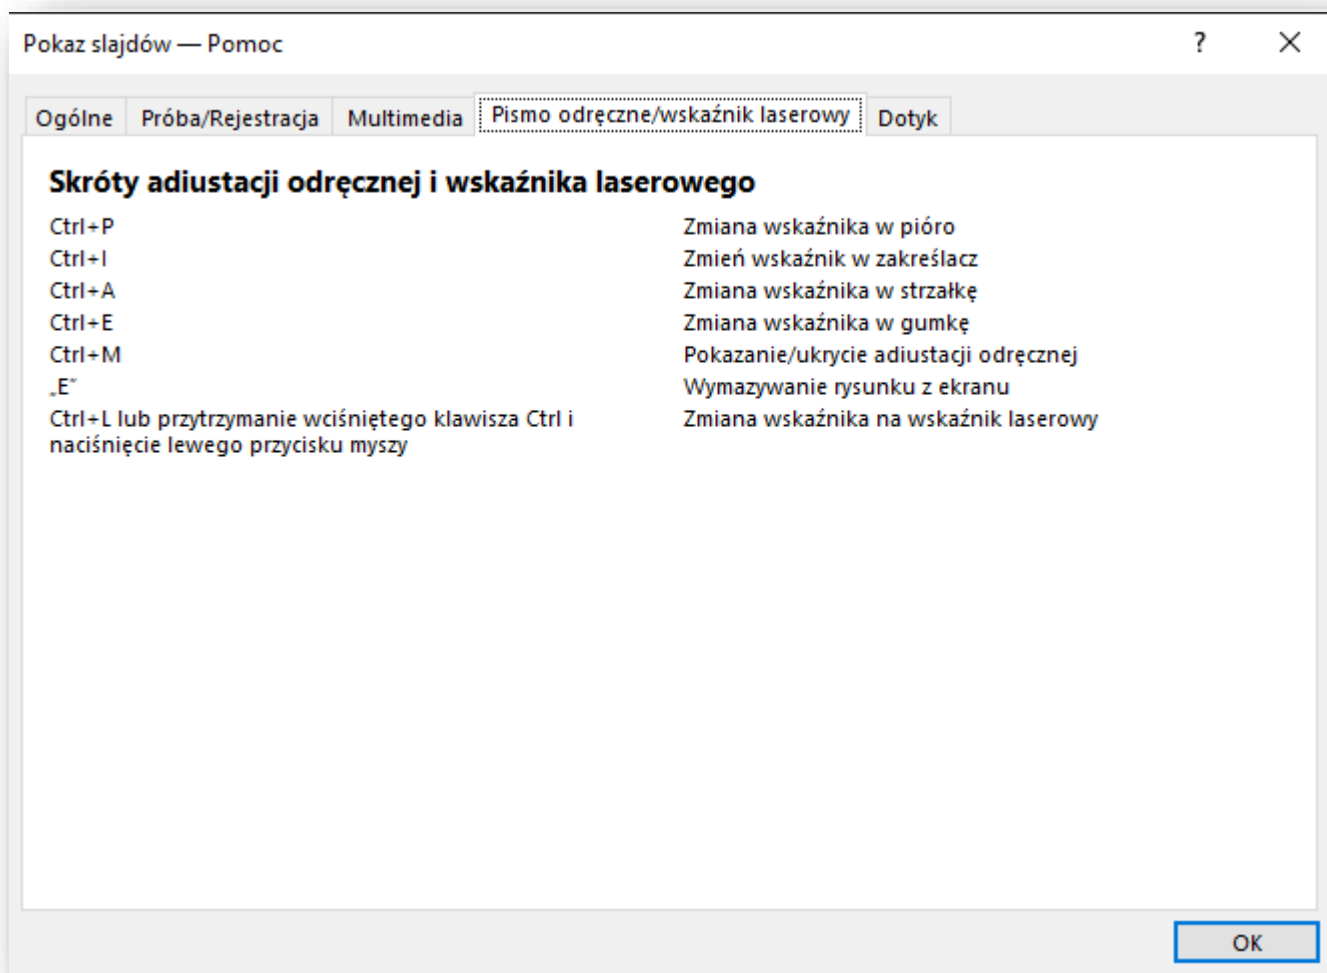 Pokaz slajdów — Pomoc
?
Ogólne
Próba/Rejestracja
Multimedia
Pismo odręczne/wskaźnik laserowy
Dotyk
Skróty adiustacji odręcznej i wskaźnika laserowego
Ctrl+P Zmiana wskaźnika w pióro
Ctrl+I Zmień wskaźnik w zakreślacz
Ctrl+A Zmiana wskaźnika w strzałkę
Ctrl+E Zmiana wskaźnika w gumkę
Ctrl+M Pokazanie/ukrycie adiustacji odręcznej
„E” Wymazywanie rysunku z ekranu
Ctrl+L lub przytrzymanie wciśniętego klawisza Ctrl i Zmiana wskaźnika na wskaźnik laserowy
naciśnięcie lewego przycisku myszy
OK